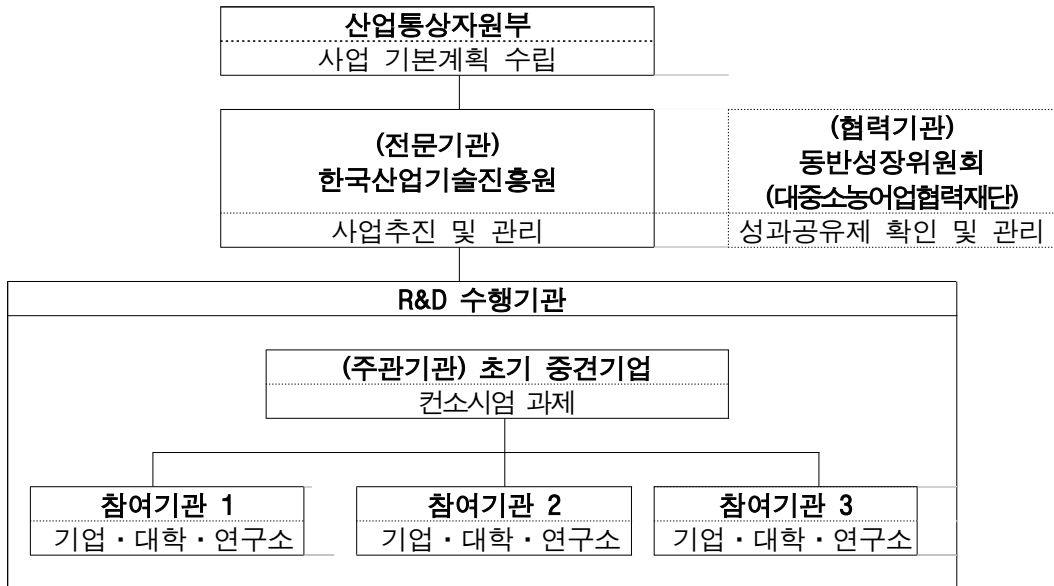 산업통상자원부
사업 기본계획 수립
(전문기관)
한국산업기술진흥원
사업추진 및 관리
(협력기관)
동반성장위원회
(대중소농어업협력재단)
성과공유제 확인 및 관리
R&D 수행기관
(주관기관) 초기 중견기업
컨소시엄 과제
참여기관 1
기업·대학·연구소
참여기관 2
기업·대학·연구소
참여기관 3
기업·대학·연구소